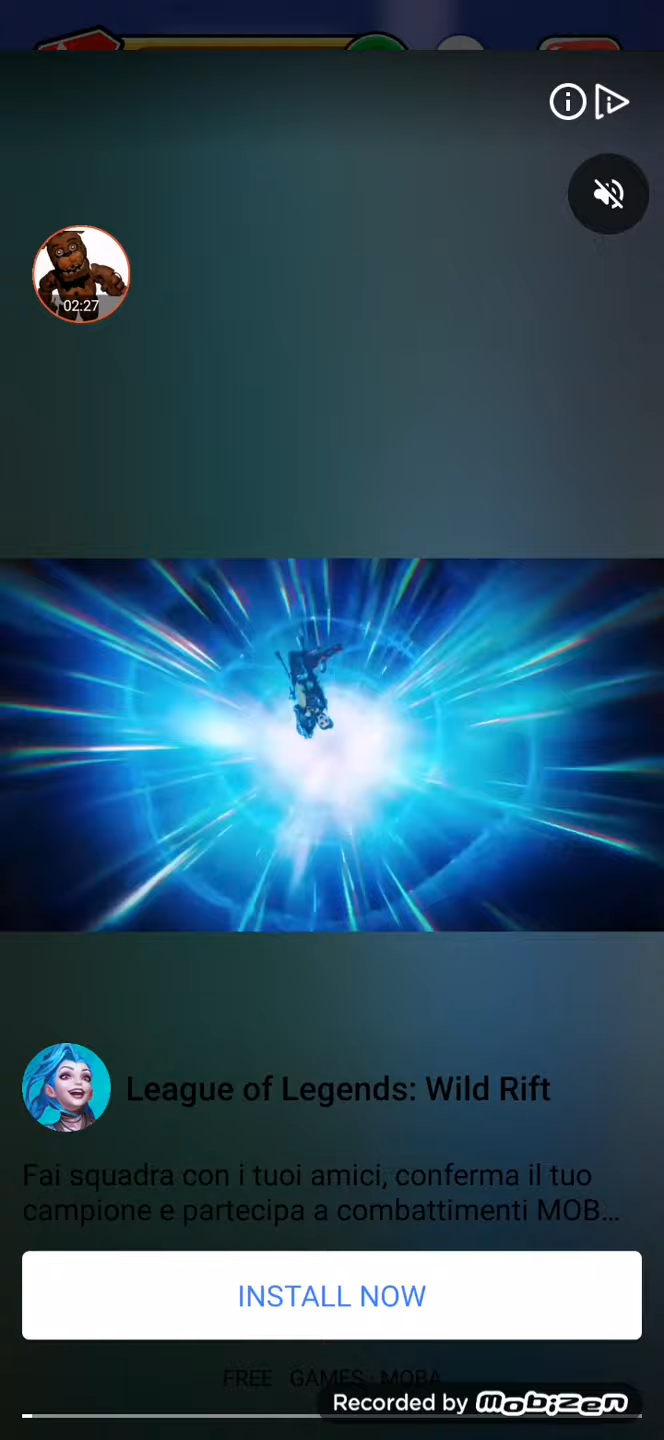 02:27
League of Legends: Wild Rift
Fai squadra con i tuoi amici, conferma il tuo
campione e partecipa a combattimenti MOB...
INSTALL NOW
FREE GAMES · MOBA
Recorded by Mobizen